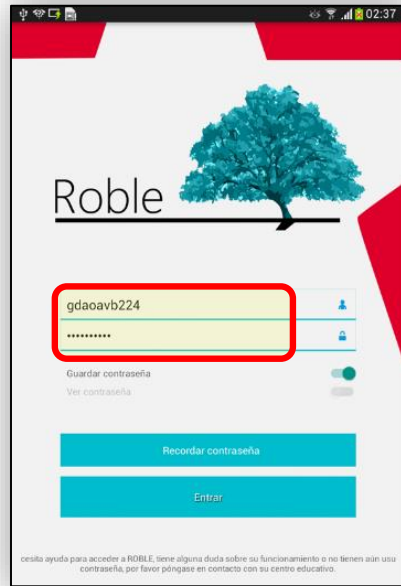 02:37
Roble
gdaoavb224
••••••••••
Guardar contraseña
Ver contraseña
Recordar contraseña
Entrar
cesita ayuda para acceder a ROBLE, tiene alguna duda sobre su funcionamiento o no tienen aún usu
contraseña, por favor póngase en contacto con su centro educativo.